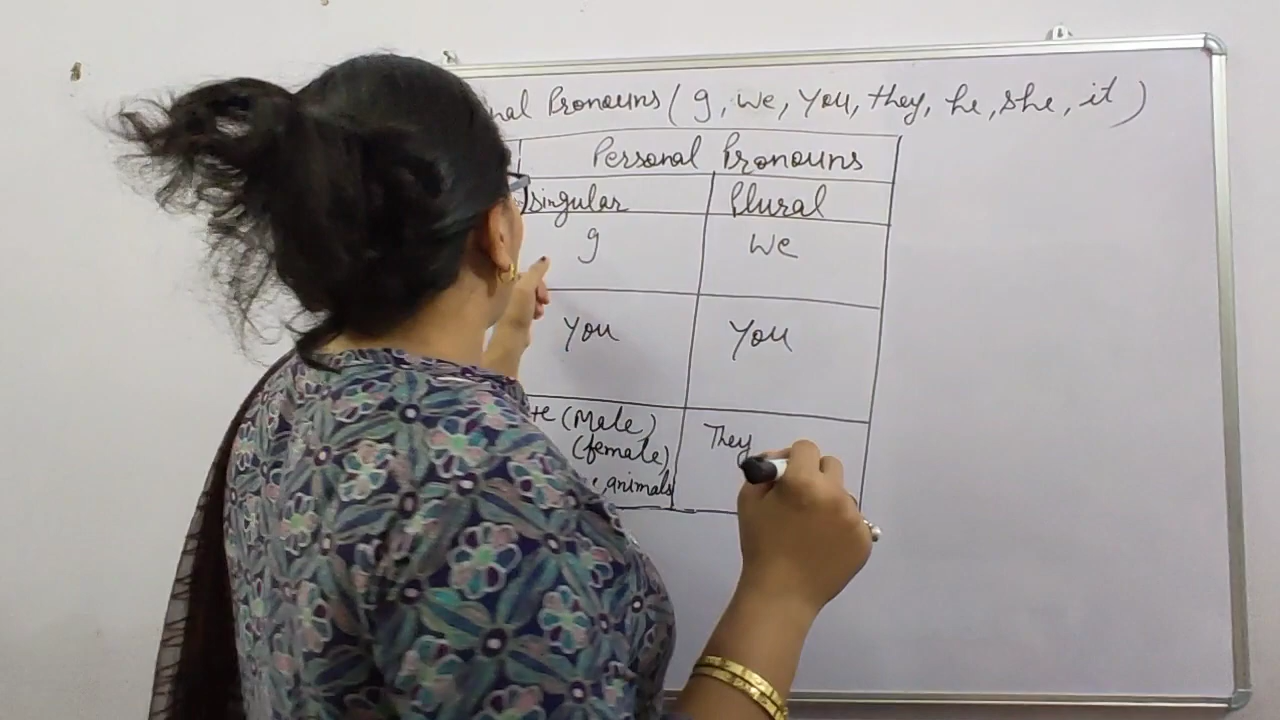 nal Pronouns (I, we, you, they, he, she, it)
Personal Pronouns
Singular Plural
I We
You You
He (Male) They
(female)
animals